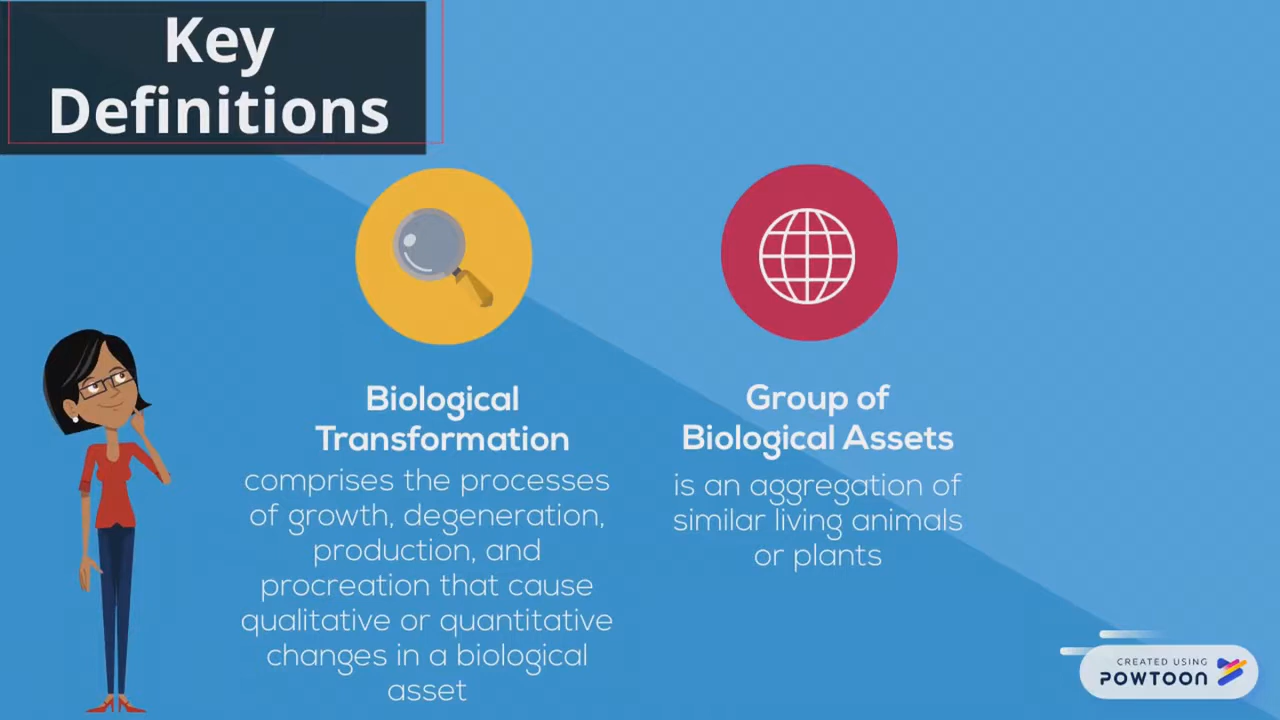 Key
Definitions
Biological
Transformation
comprises the processes
of growth, degeneration,
production, and
procreation that cause
qualitative or quantitative
changes in a biological
asset
Group of
Biological Assets
is an aggregation of
similar living animals
or plants
CREATED USING
POWTOON